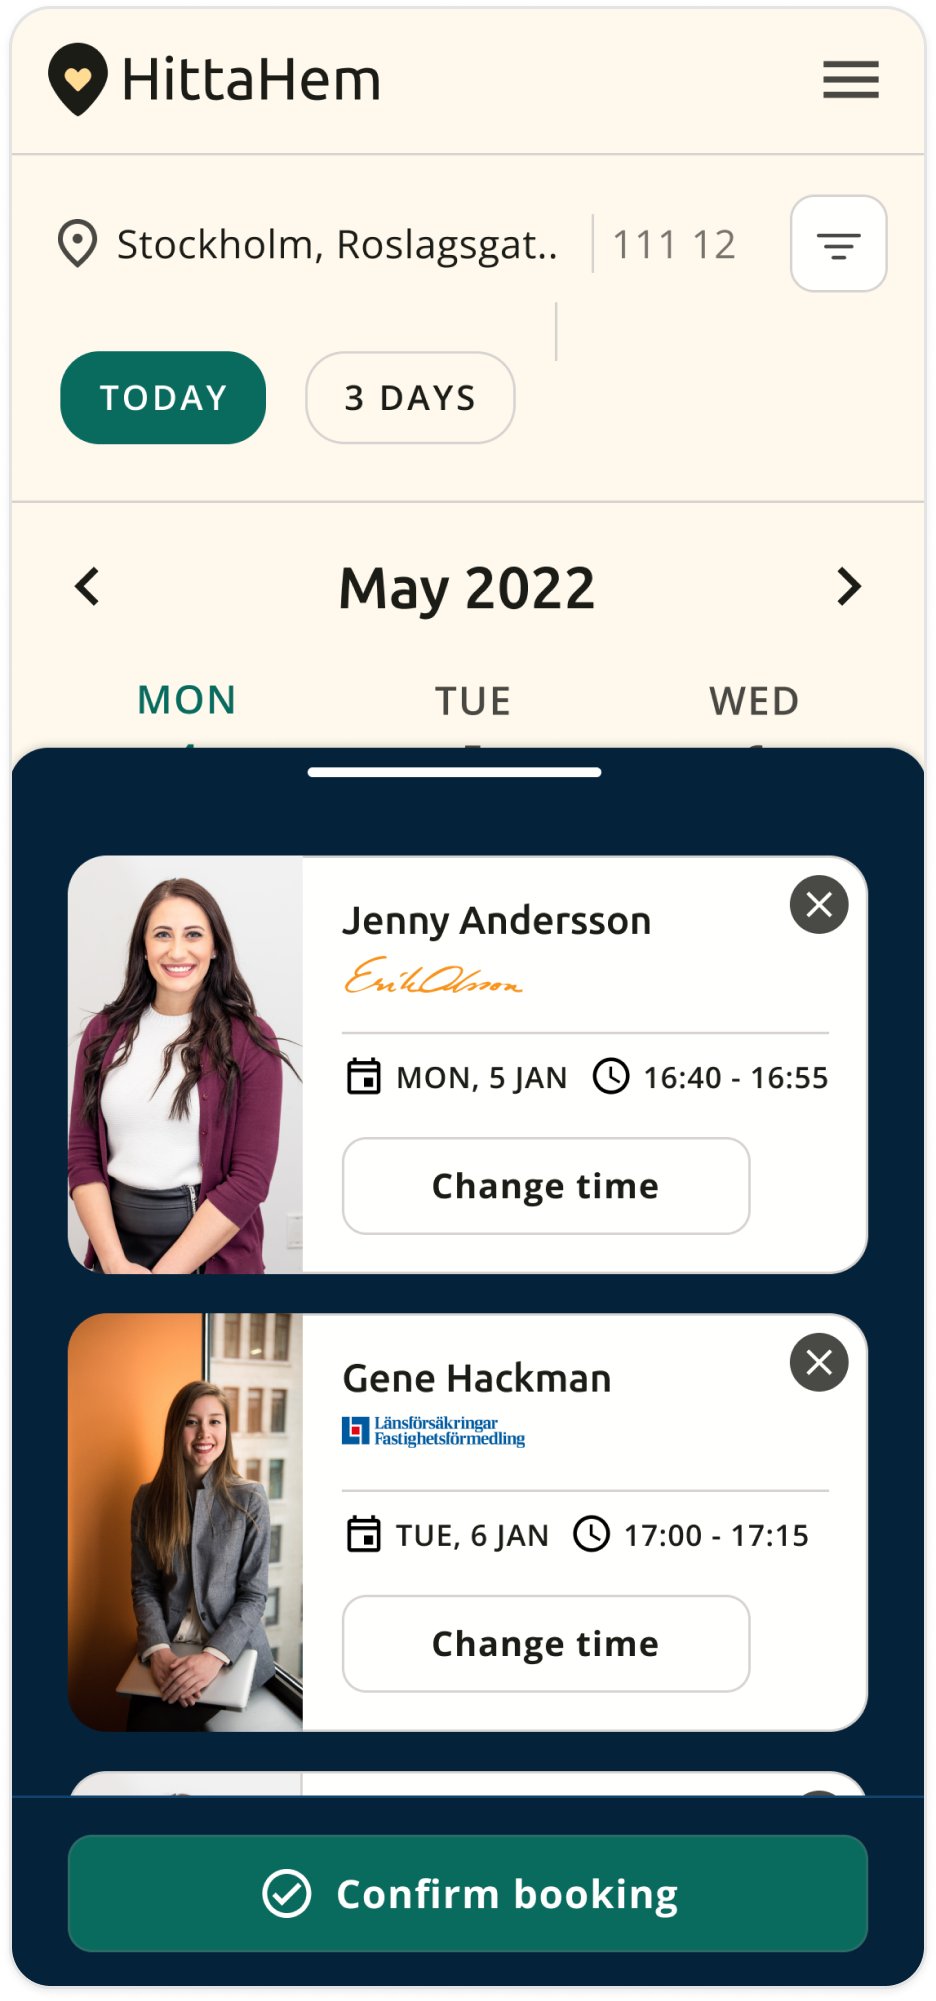 HittaHem
Stockholm, Roslagsgat.. 111 12
TODAY 3 DAYS
May 2022
MON TUE WED
Jenny Andersson
Erik Olsson
MON, 5 JAN 16:40 - 16:55
Change time
Gene Hackman
Länsförsäkringar
Fastighetsförmedling
TUE, 6 JAN 17:00 - 17:15
Change time
Confirm booking